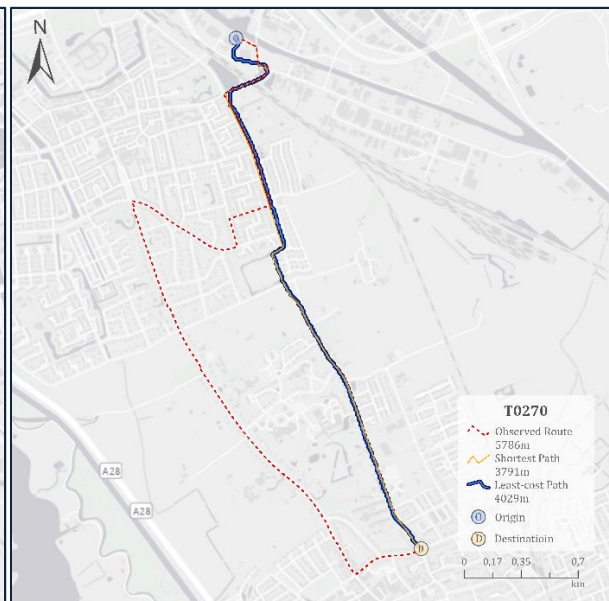 N
O
A28
A28
D
T0270
Observed Route
5786m
Shortest Path
3791m
Least-cost Path
4029m
O Origin
D Destinatioin
0 0,17 0,35 0,7
km